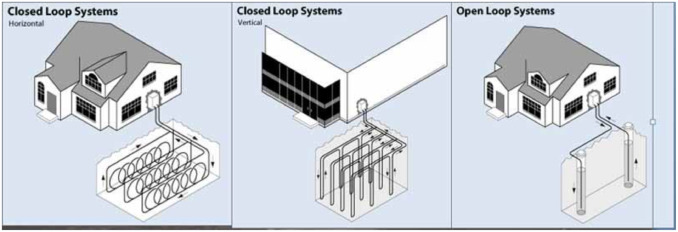 Closed Loop Systems
Horizontal
Closed Loop Systems
Vertical
Open Loop Systems